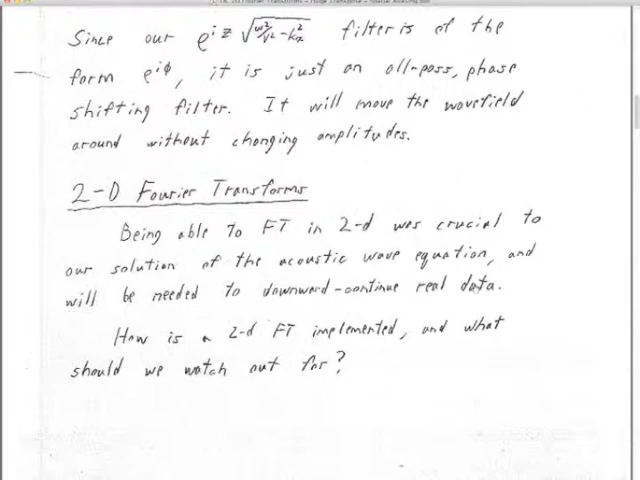 Since our e^{iz√(ω²/v² - kx²)} filter is of the
form e^{iφ}, it is just an all-pass, phase
shifting filter. It will move the wavefield
around without changing amplitudes.
2-D Fourier Transforms
Being able to FT in 2-d was crucial to
our solution of the acoustic wave equation, and
will be needed to downward-continue real data.
How is a 2-d FT implemented, and what
should we watch out for?